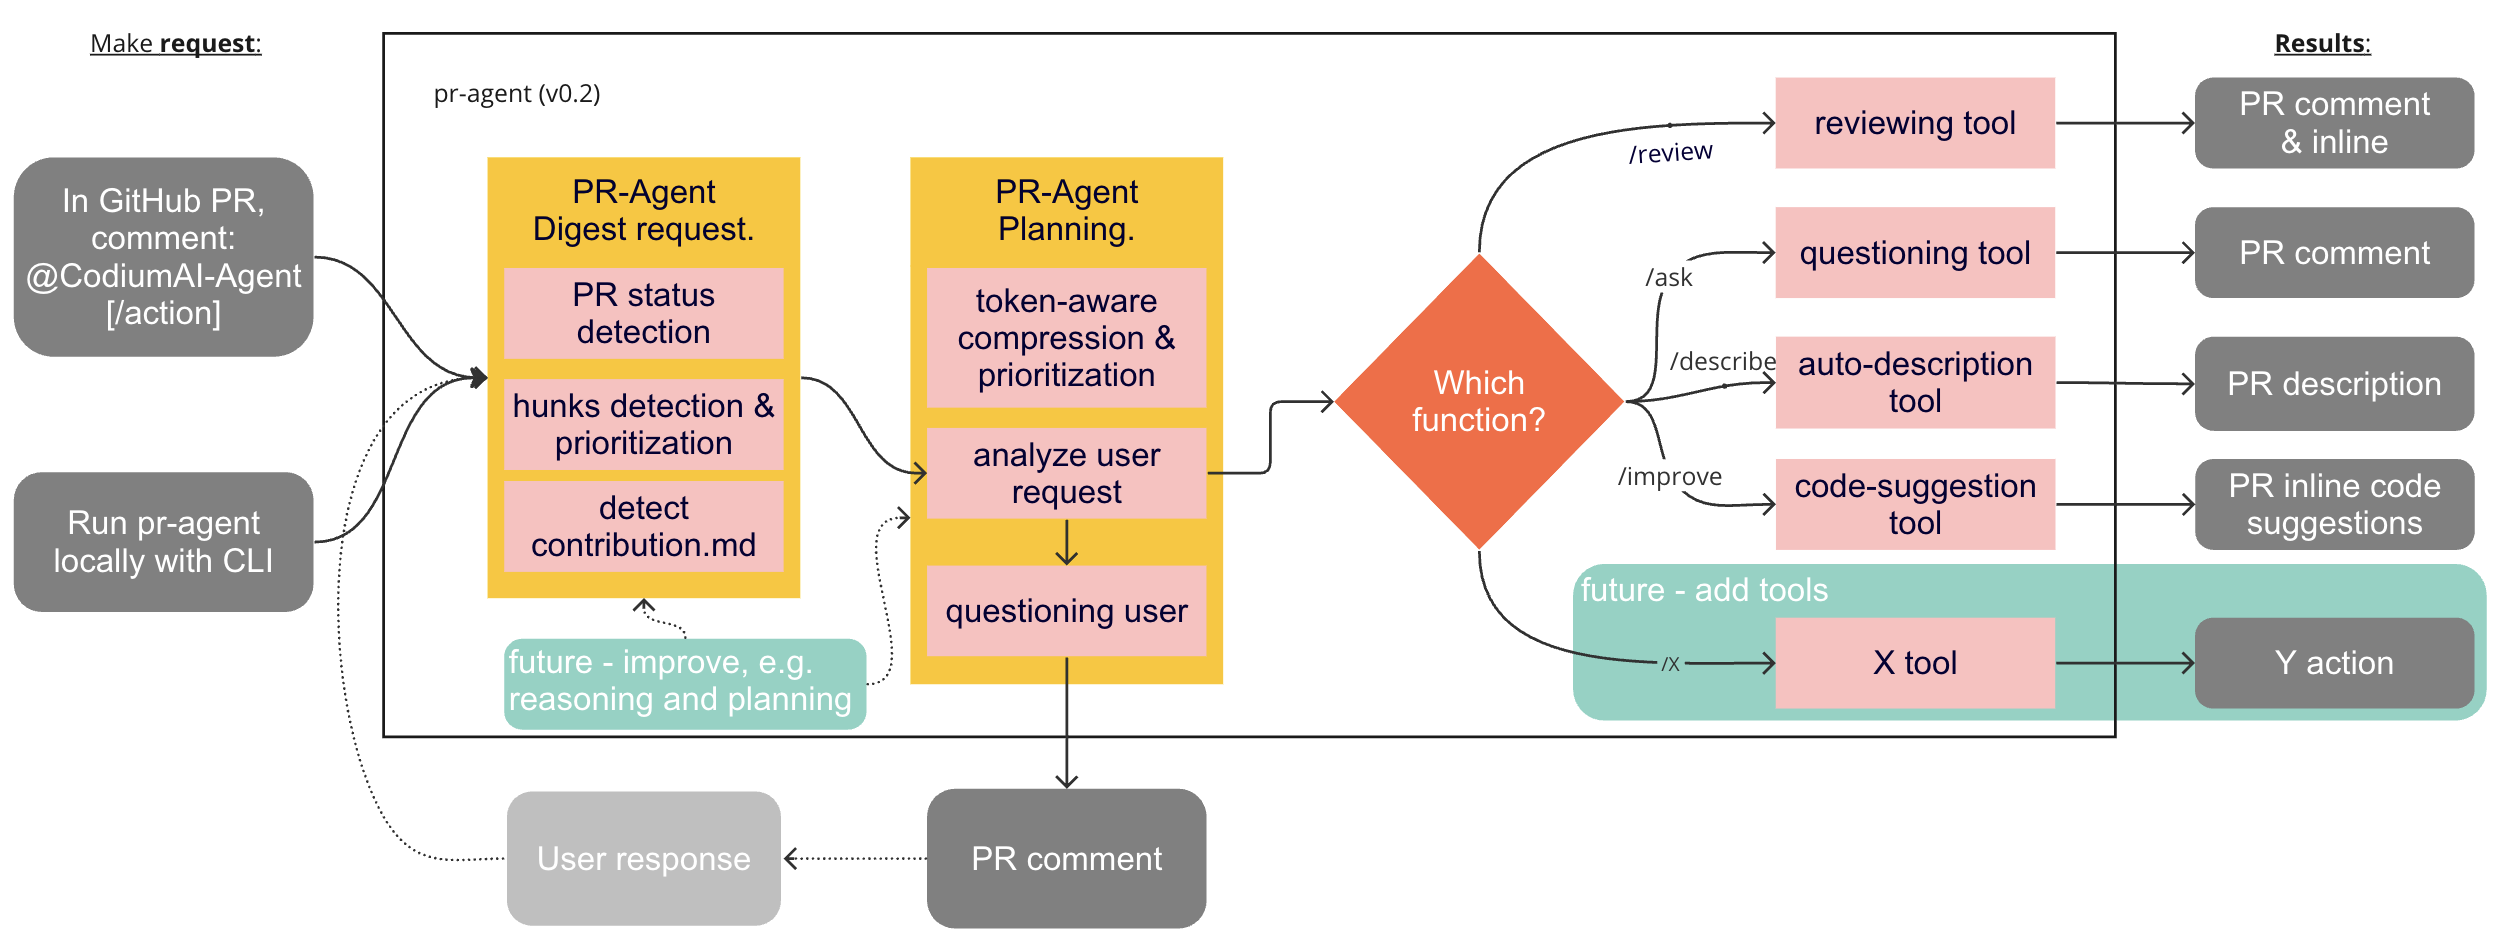 Make request:
Results:
pr-agent (v0.2)
In GitHub PR,
comment:
@CodiumAI-Agent
[/action]
Run pr-agent
locally with CLI
PR-Agent
Digest request.
PR status
detection
hunks detection &
prioritization
detect
contribution.md
future - improve, e.g.
reasoning and planning
PR-Agent
Planning.
token-aware
compression &
prioritization
analyze user
request
questioning user
User response
PR comment
Which
function?
/review
/ask
/describe
/improve
/X
reviewing tool
questioning tool
auto-description
tool
code-suggestion
tool
future - add tools
X tool
PR comment
& inline
PR comment
PR description
PR inline code
suggestions
Y action